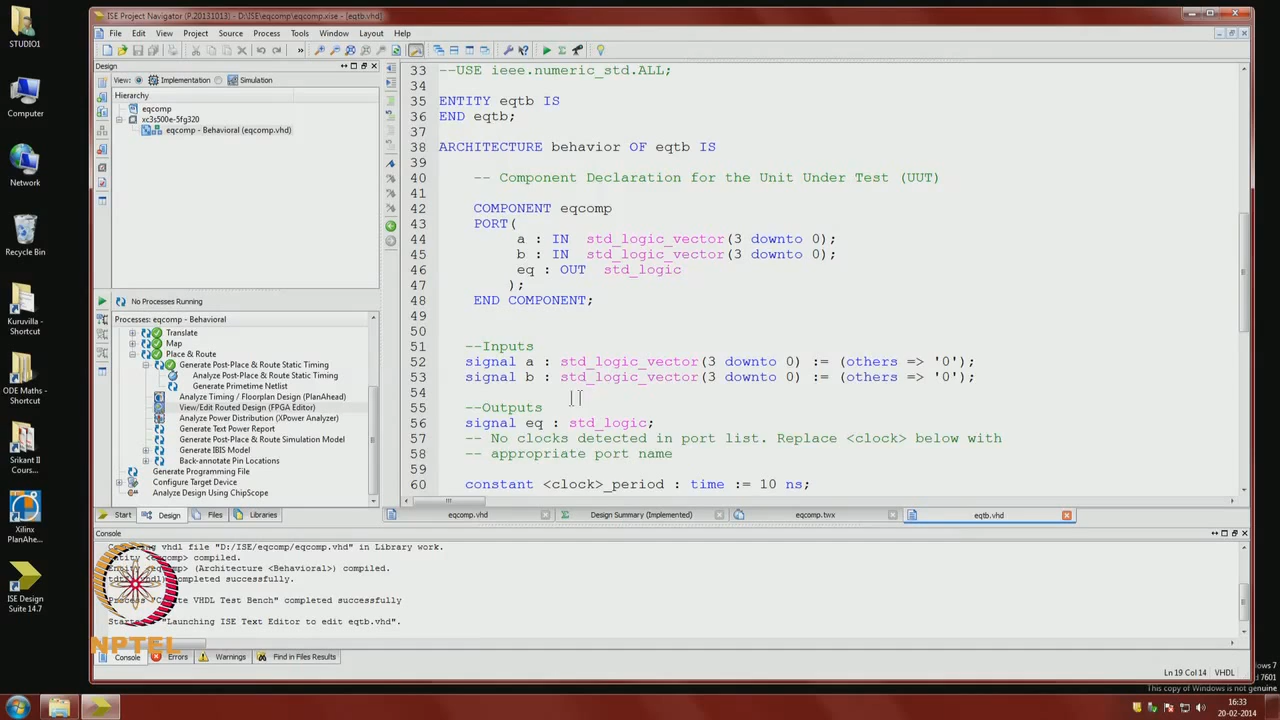 STUDIO1
Computer
Network
Recycle Bin
Kuruvilla -
Shortcut
ODE Maths -
Shortcut
Srikant II
Cours...
Xilinx
PlanAhe...
ISE Design
Suite 14.7
ISE Project Navigator (P.20131013) - D:\ISE\eqcomp\eqcomp.xise - [eqtb.vhd]
File Edit View Project Source Process Tools Window Layout Help
Design
View: Implementation Simulation
Hierarchy
eqcomp
xc3s500e-5fg320
eqcomp - Behavioral (eqcomp.vhd)
No Processes Running
Processes: eqcomp - Behavioral
Translate
Map
Place & Route
Generate Post-Place & Route Static Timing
Analyze Post-Place & Route Static Timing
Generate Primetime Netlist
Analyze Timing / Floorplan Design (PlanAhead)
View/Edit Routed Design (FPGA Editor)
Analyze Power Distribution (XPower Analyzer)
Generate Text Power Report
Generate Post-Place & Route Simulation Model
Generate IBIS Model
Back-annotate Pin Locations
Generate Programming File
Configure Target Device
Analyze Design Using ChipScope
Start Design Files Libraries
33 --USE ieee.numeric_std.ALL;
34
35 ENTITY eqtb IS
36 END eqtb;
37
38 ARCHITECTURE behavior OF eqtb IS
39
40 -- Component Declaration for the Unit Under Test (UUT)
41
42 COMPONENT eqcomp
43 PORT(
44 a : IN std_logic_vector(3 downto 0);
45 b : IN std_logic_vector(3 downto 0);
46 eq : OUT std_logic
47 );
48 END COMPONENT;
49
50
51 --Inputs
52 signal a : std_logic_vector(3 downto 0) := (others => '0');
53 signal b : std_logic_vector(3 downto 0) := (others => '0');
54
55 --Outputs
56 signal eq : std_logic;
57 -- No clocks detected in port list. Replace <clock> below with
58 -- appropriate port name
59
60 constant <clock>_period : time := 10 ns;
eqcomp.vhd Design Summary (Implemented) eqcomp.twx eqtb.vhd
Console
vhdl file "D:/ISE/eqcomp/eqcomp.vhd" in Library work.
compiled.
(Architecture <Behavioral>) compiled.
completed successfully.
VHDL Test Bench" completed successfully
"Launching ISE Text Editor to edit eqtb.vhd".
NPTEL
Console Errors Warnings Find in Files Results
Ln 19 Col 14 VHDL
7601
This copy of Windows is not genuine
16:33
20-02-2014